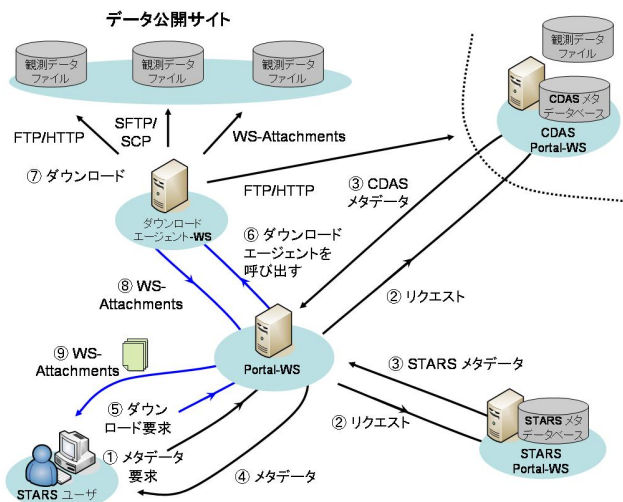 データ公開サイト
観測データ
ファイル
観測データ
ファイル
観測データ
ファイル
観測データ
ファイル
CDAS メタ
データベース
CDAS
Portal-WS
FTP/HTTP
SFTP/
SCP
WS-Attachments
⑦ ダウンロード
FTP/HTTP
③ CDAS
メタデータ
ダウンロード
エージェント-WS
⑥ ダウンロード
エージェントを
呼び出す
⑧ WS-
Attachments
② リクエスト
⑨ WS-
Attachments
Portal-WS
③ STARS メタデータ
⑤ ダウン
ロード要求
② リクエスト
STARS メタ
データベース
STARS
Portal-WS
① メタデータ
要求
④ メタデータ
STARS ユーザ